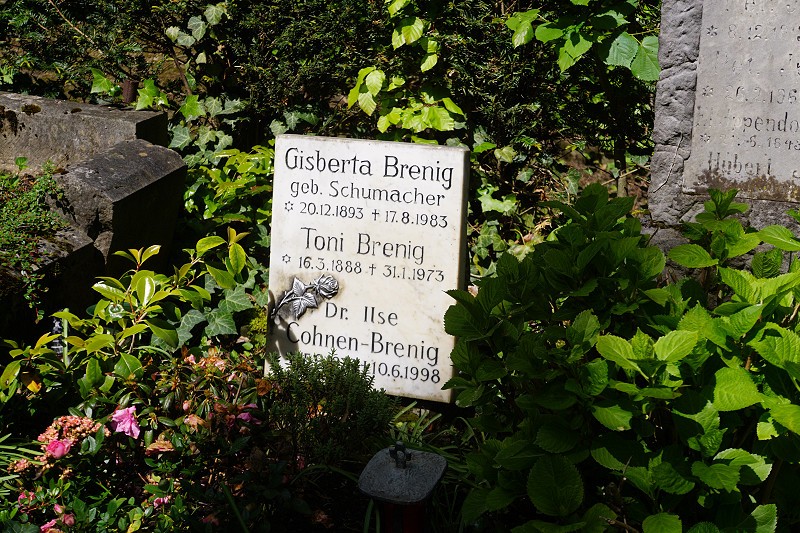 Gisberta Brenig
geb. Schumacher
* 20.12.1893 + 17.8.1983
Toni Brenig
* 16.3.1888 + 31.1.1973
Dr. Ilse
Cohnen-Brenig
10.6.1998
Hubert